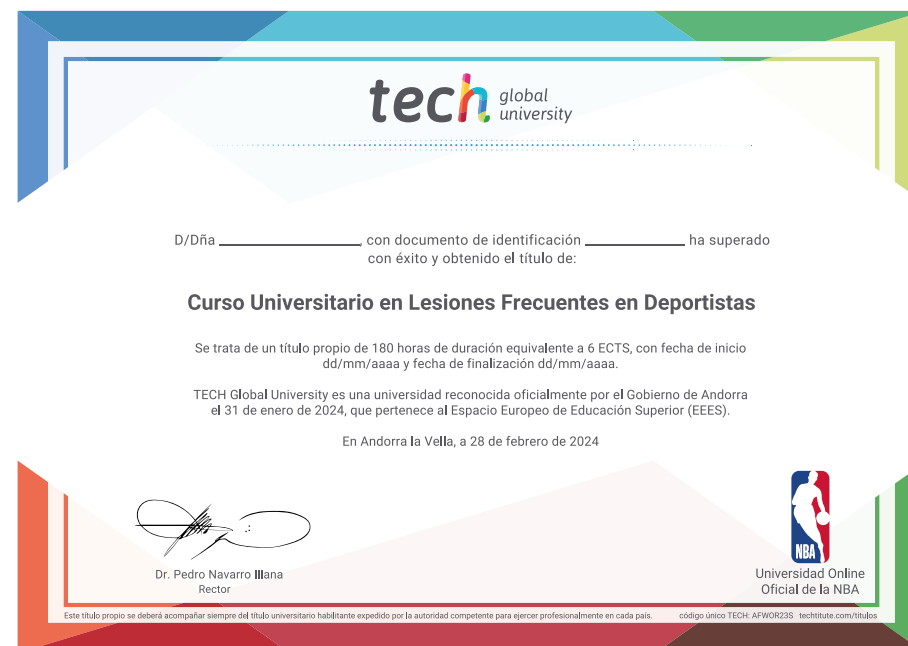 tech global
university
D/Dña ______________, con documento de identificación __________ ha superado
con éxito y obtenido el título de:
Curso Universitario en Lesiones Frecuentes en Deportistas
Se trata de un título propio de 180 horas de duración equivalente a 6 ECTS, con fecha de inicio
dd/mm/aaaa y fecha de finalización dd/mm/aaaa.
TECH Global University es una universidad reconocida oficialmente por el Gobierno de Andorra
el 31 de enero de 2024, que pertenece al Espacio Europeo de Educación Superior (EEES).
En Andorra la Vella, a 28 de febrero de 2024
NBA
Dr. Pedro Navarro Illana
Rector
Universidad Online
Oficial de la NBA
Este título propio se deberá acompañar siempre del título universitario habilitante expedido por la autoridad competente para ejercer profesionalmente en cada país. código único TECH: AFWOR23S techtitute.com/titulos